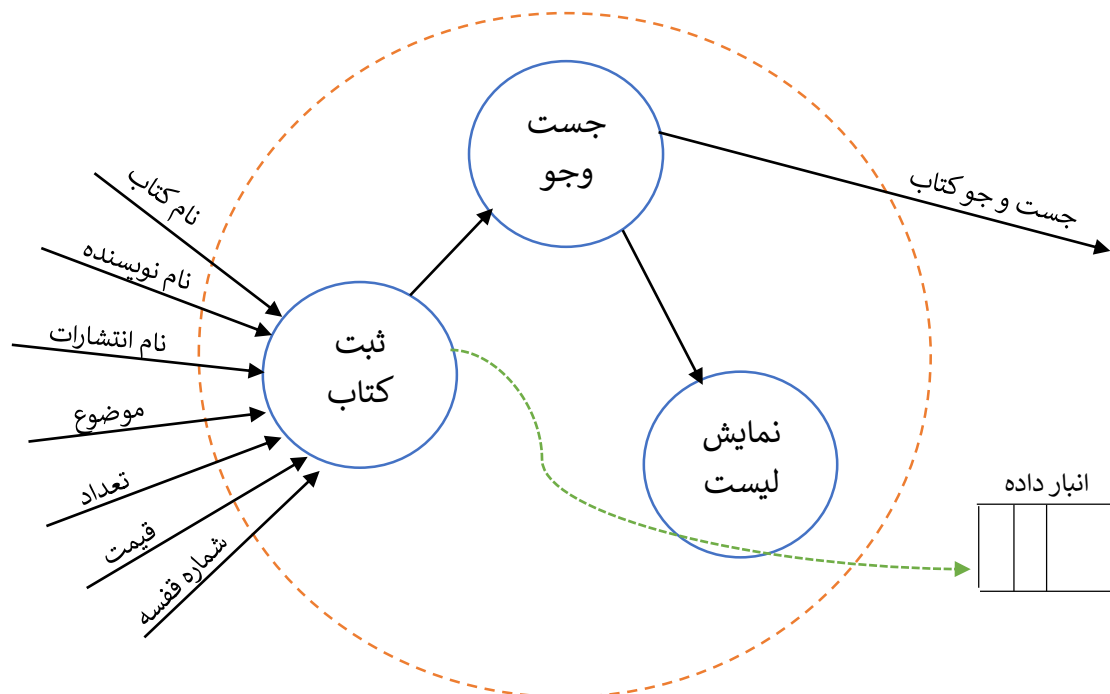 جست
وجو
جست و جو کتاب
نام کتاب
نام نویسنده
نام انتشارات
موضوع
تعداد
قیمت
شماره قفسه
ثبت
کتاب
نمایش
لیست
انبار داده